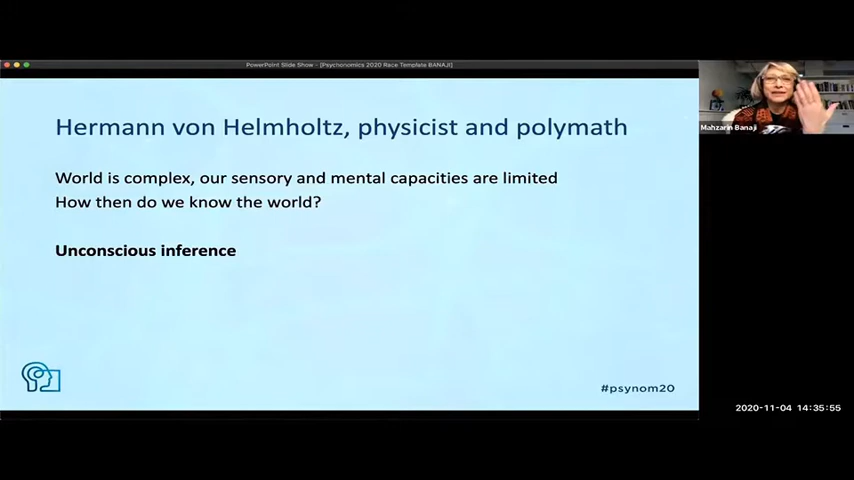 PowerPoint Slide Show - [Psychonomics 2020 Race Template BANAJI]
Hermann von Helmholtz, physicist and polymath
World is complex, our sensory and mental capacities are limited
How then do we know the world?
Unconscious inference
#psynom20
Mahzarin Banaji
2020-11-04 14:35:55